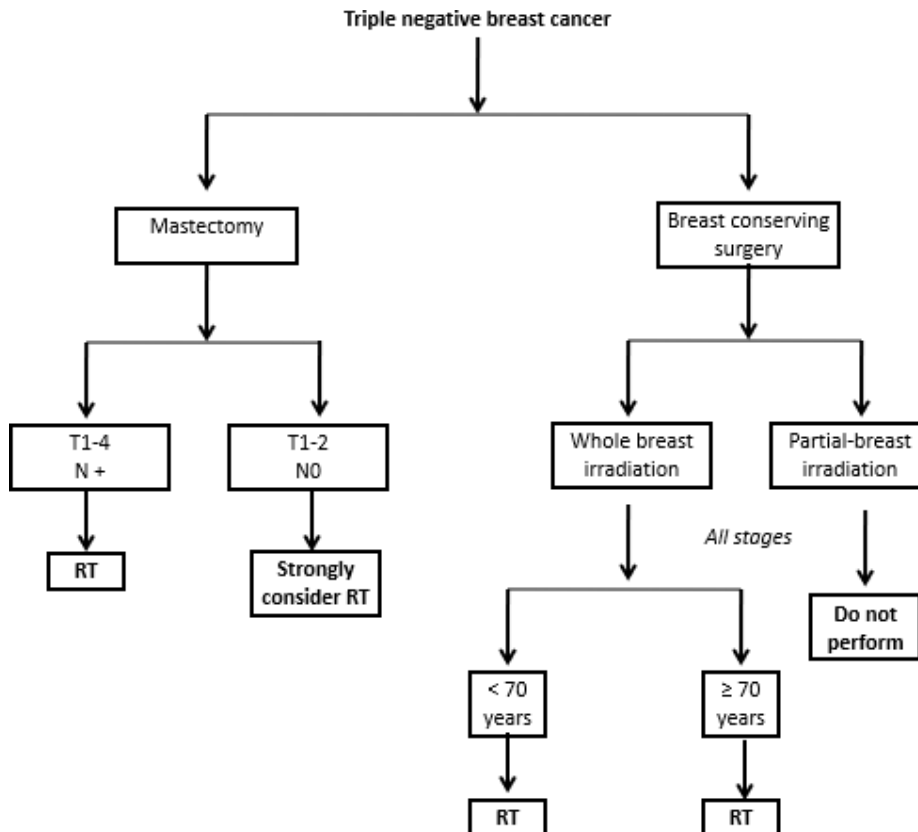 Triple negative breast cancer
Mastectomy
Breast conserving
surgery
T1-4
N +
T1-2
N0
Whole breast
irradiation
Partial-breast
irradiation
RT
Strongly
consider RT
All stages
Do not
perform
< 70
years
≥ 70
years
RT
RT